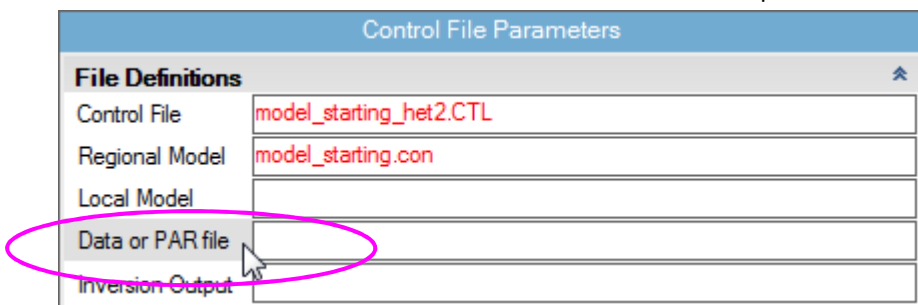 Control File Parameters
File Definitions
Control File model_starting_het2.CTL
Regional Model model_starting.con
Local Model
Data or PAR file
Inversion Output